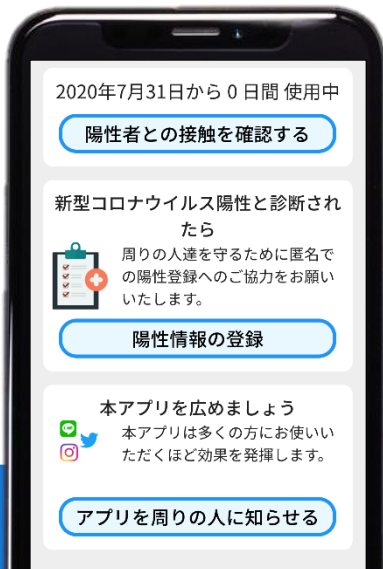 2020年7月31日から 0 日間 使用中
陽性者との接触を確認する
新型コロナウイルス陽性と診断され
たら
周りの人達を守るために匿名で
の陽性登録へのご協力をお願い
いたします。
陽性情報の登録
本アプリを広めましょう
本アプリは多くの方にお使いい
ただくほど効果を発揮します。
アプリを周りの人に知らせる